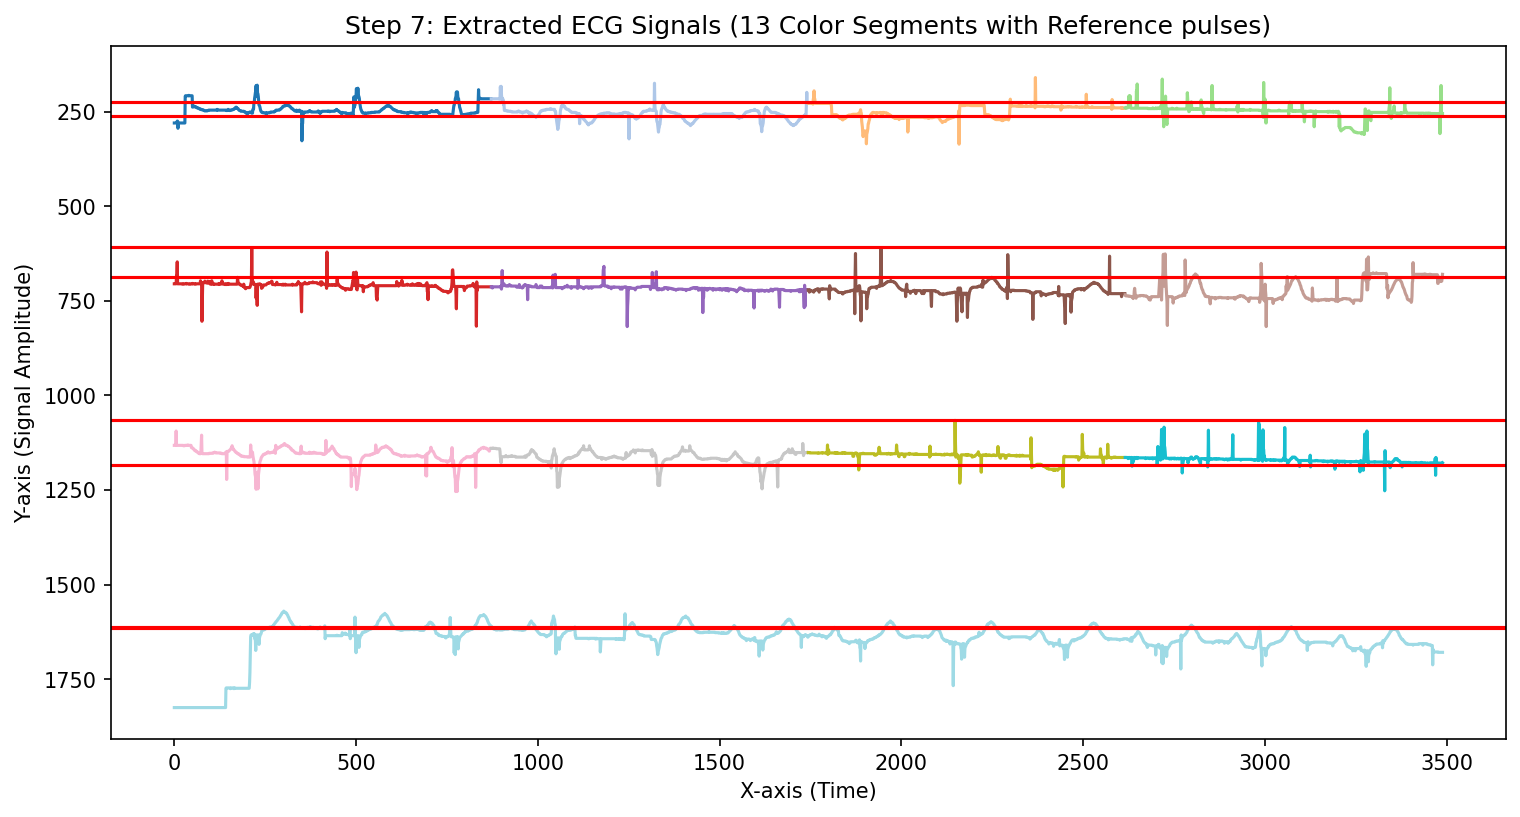 Step 7: Extracted ECG Signals (13 Color Segments with Reference pulses)
Y-axis (Signal Amplitude)
250
500
750
1000
1250
1500
1750
0 500 1000 1500 2000 2500 3000 3500
X-axis (Time)